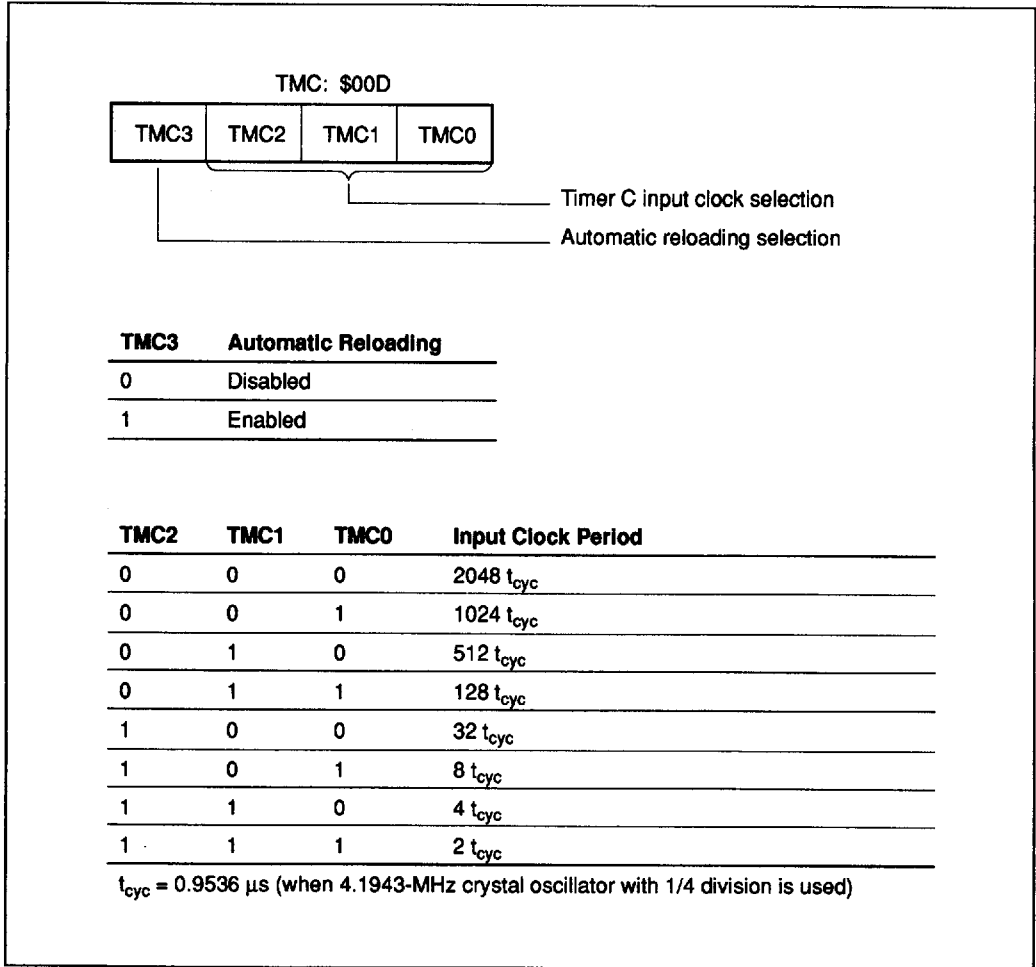 TMC: $00D
TMC3 TMC2 TMC1 TMC0
Timer C input clock selection
Automatic reloading selection
TMC3 Automatic Reloading
0 Disabled
1 Enabled
TMC2 TMC1 TMC0 Input Clock Period
0 0 0 2048 tcyc
0 0 1 1024 tcyc
0 1 0 512 tcyc
0 1 1 128 tcyc
1 0 0 32 tcyc
1 0 1 8 tcyc
1 1 0 4 tcyc
1 1 1 2 tcyc
tcyc = 0.9536 µs (when 4.1943-MHz crystal oscillator with 1/4 division is used)